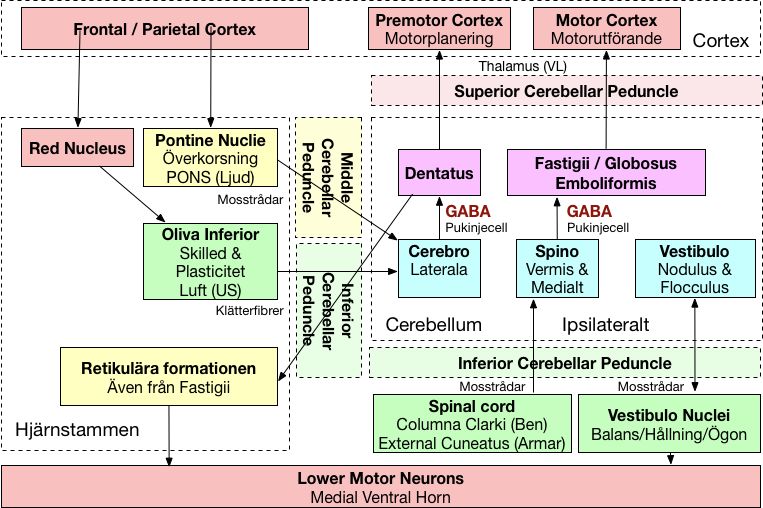 Frontal / Parietal Cortex
Premotor Cortex
Motorplanering
Motor Cortex
Motorutförande
Cortex
Thalamus (VL)
Superior Cerebellar Peduncle
Red Nucleus
Pontine Nuclie
Överkorsning
PONS (Ljud)
Mosstrådar
Middle
Cerebellar
Peduncle
Dentatus
Fastigii / Globosus
Emboliformis
GABA
Pukinjecell
GABA
Pukinjecell
Oliva Inferior
Skilled &
Plasticitet
Luft (US)
Klätterfibrer
Inferior
Cerebellar
Peduncle
Cerebro
Laterala
Spino
Vermis &
Medialt
Vestibulo
Nodulus &
Flocculus
Cerebellum
Ipsilateralt
Retikulära formationen
Även från Fastigii
Inferior Cerebellar Peduncle
Mosstrådar
Mosstrådar
Spinal cord
Columna Clarki (Ben)
External Cuneatus (Armar)
Vestibulo Nuclei
Balans/Hållning/Ögon
Hjärnstammen
Lower Motor Neurons
Medial Ventral Horn